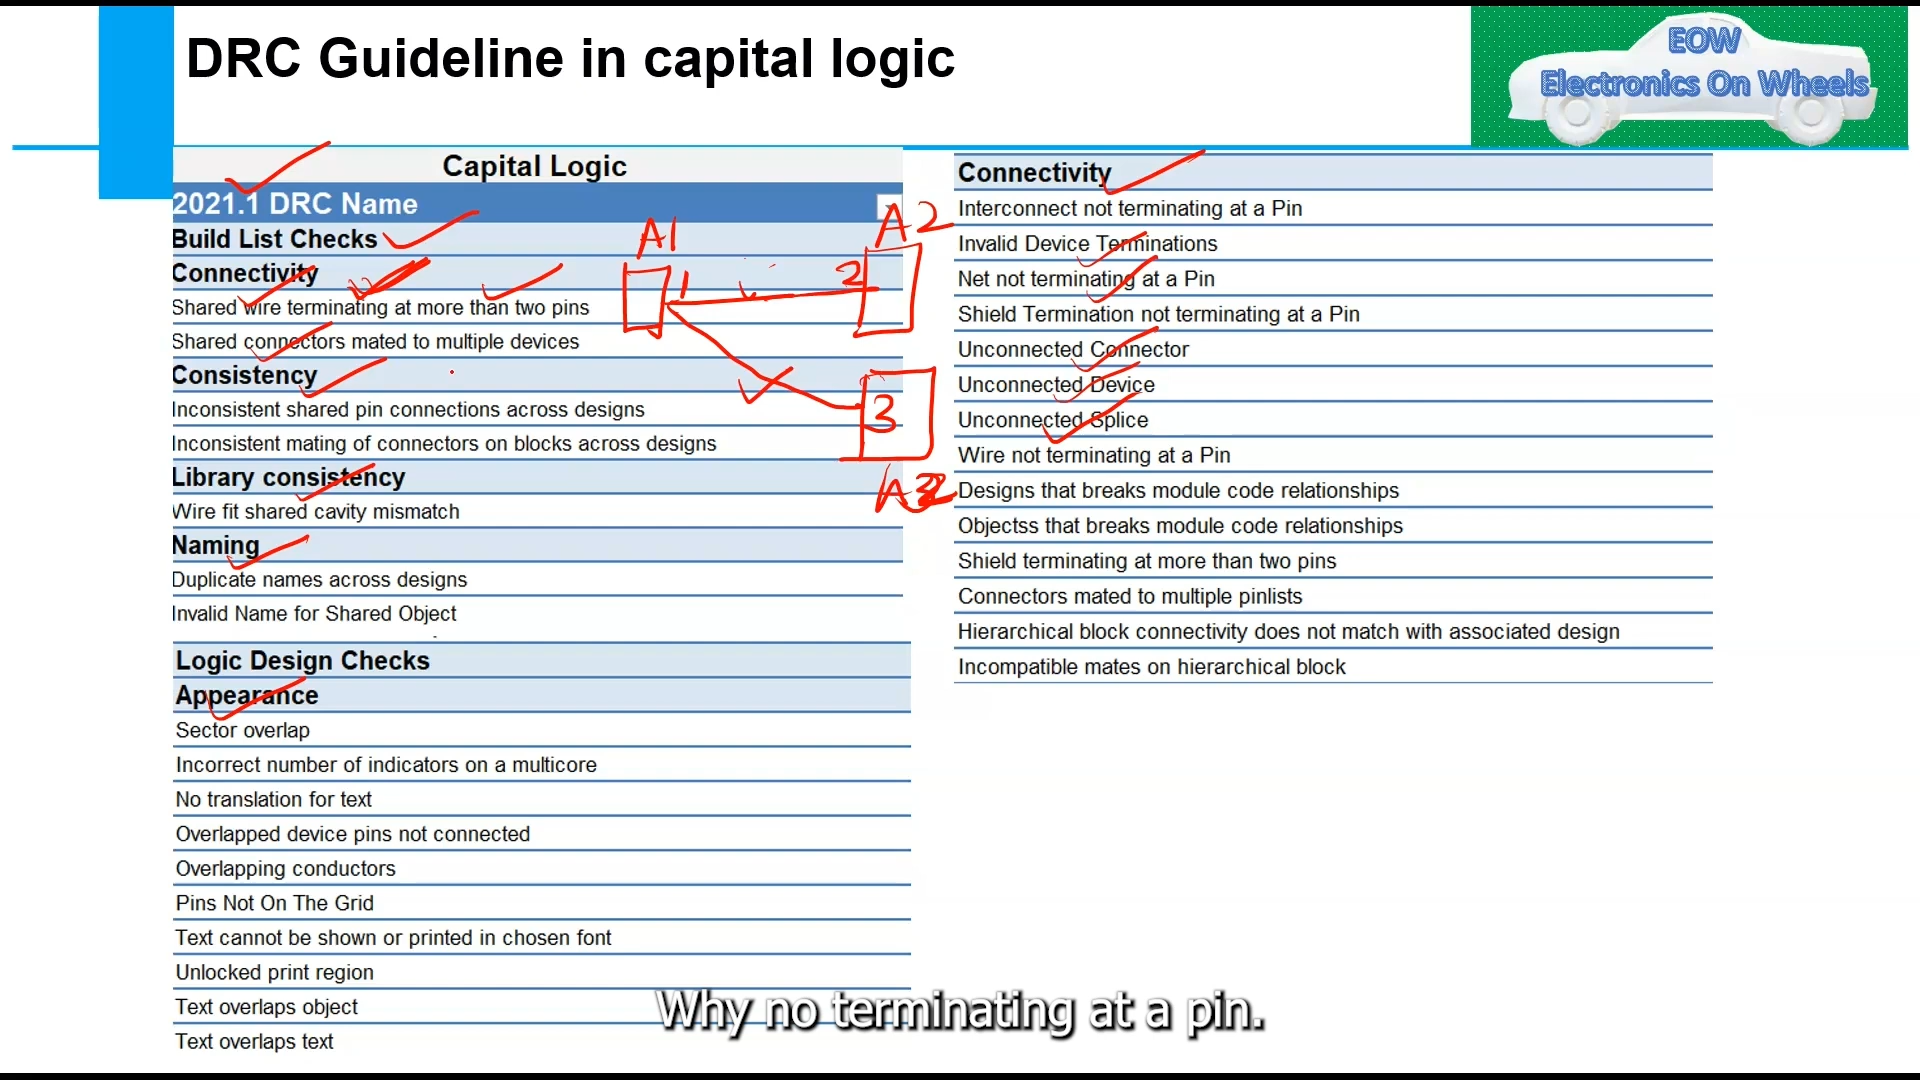 DRC Guideline in capital logic
EOW
Electronics On Wheels
Capital Logic
2021.1 DRC Name
Build List Checks
Connectivity
Shared wire terminating at more than two pins
Shared connectors mated to multiple devices
Consistency
Inconsistent shared pin connections across designs
Inconsistent mating of connectors on blocks across designs
Library consistency
Wire fit shared cavity mismatch
Naming
Duplicate names across designs
Invalid Name for Shared Object
A1
1
A2
2
3
Logic Design Checks
Appearance
Sector overlap
Incorrect number of indicators on a multicore
No translation for text
Overlapped device pins not connected
Overlapping conductors
Pins Not On The Grid
Text cannot be shown or printed in chosen font
Unlocked print region
Text overlaps object
Text overlaps text
Connectivity
Interconnect not terminating at a Pin
Invalid Device Terminations
Net not terminating at a Pin
Shield Termination not terminating at a Pin
Unconnected Connector
Unconnected Device
Unconnected Splice
Wire not terminating at a Pin
Designs that breaks module code relationships
Objectss that breaks module code relationships
Shield terminating at more than two pins
Connectors mated to multiple pinlists
Hierarchical block connectivity does not match with associated design
Incompatible mates on hierarchical block
Why no terminating at a pin.